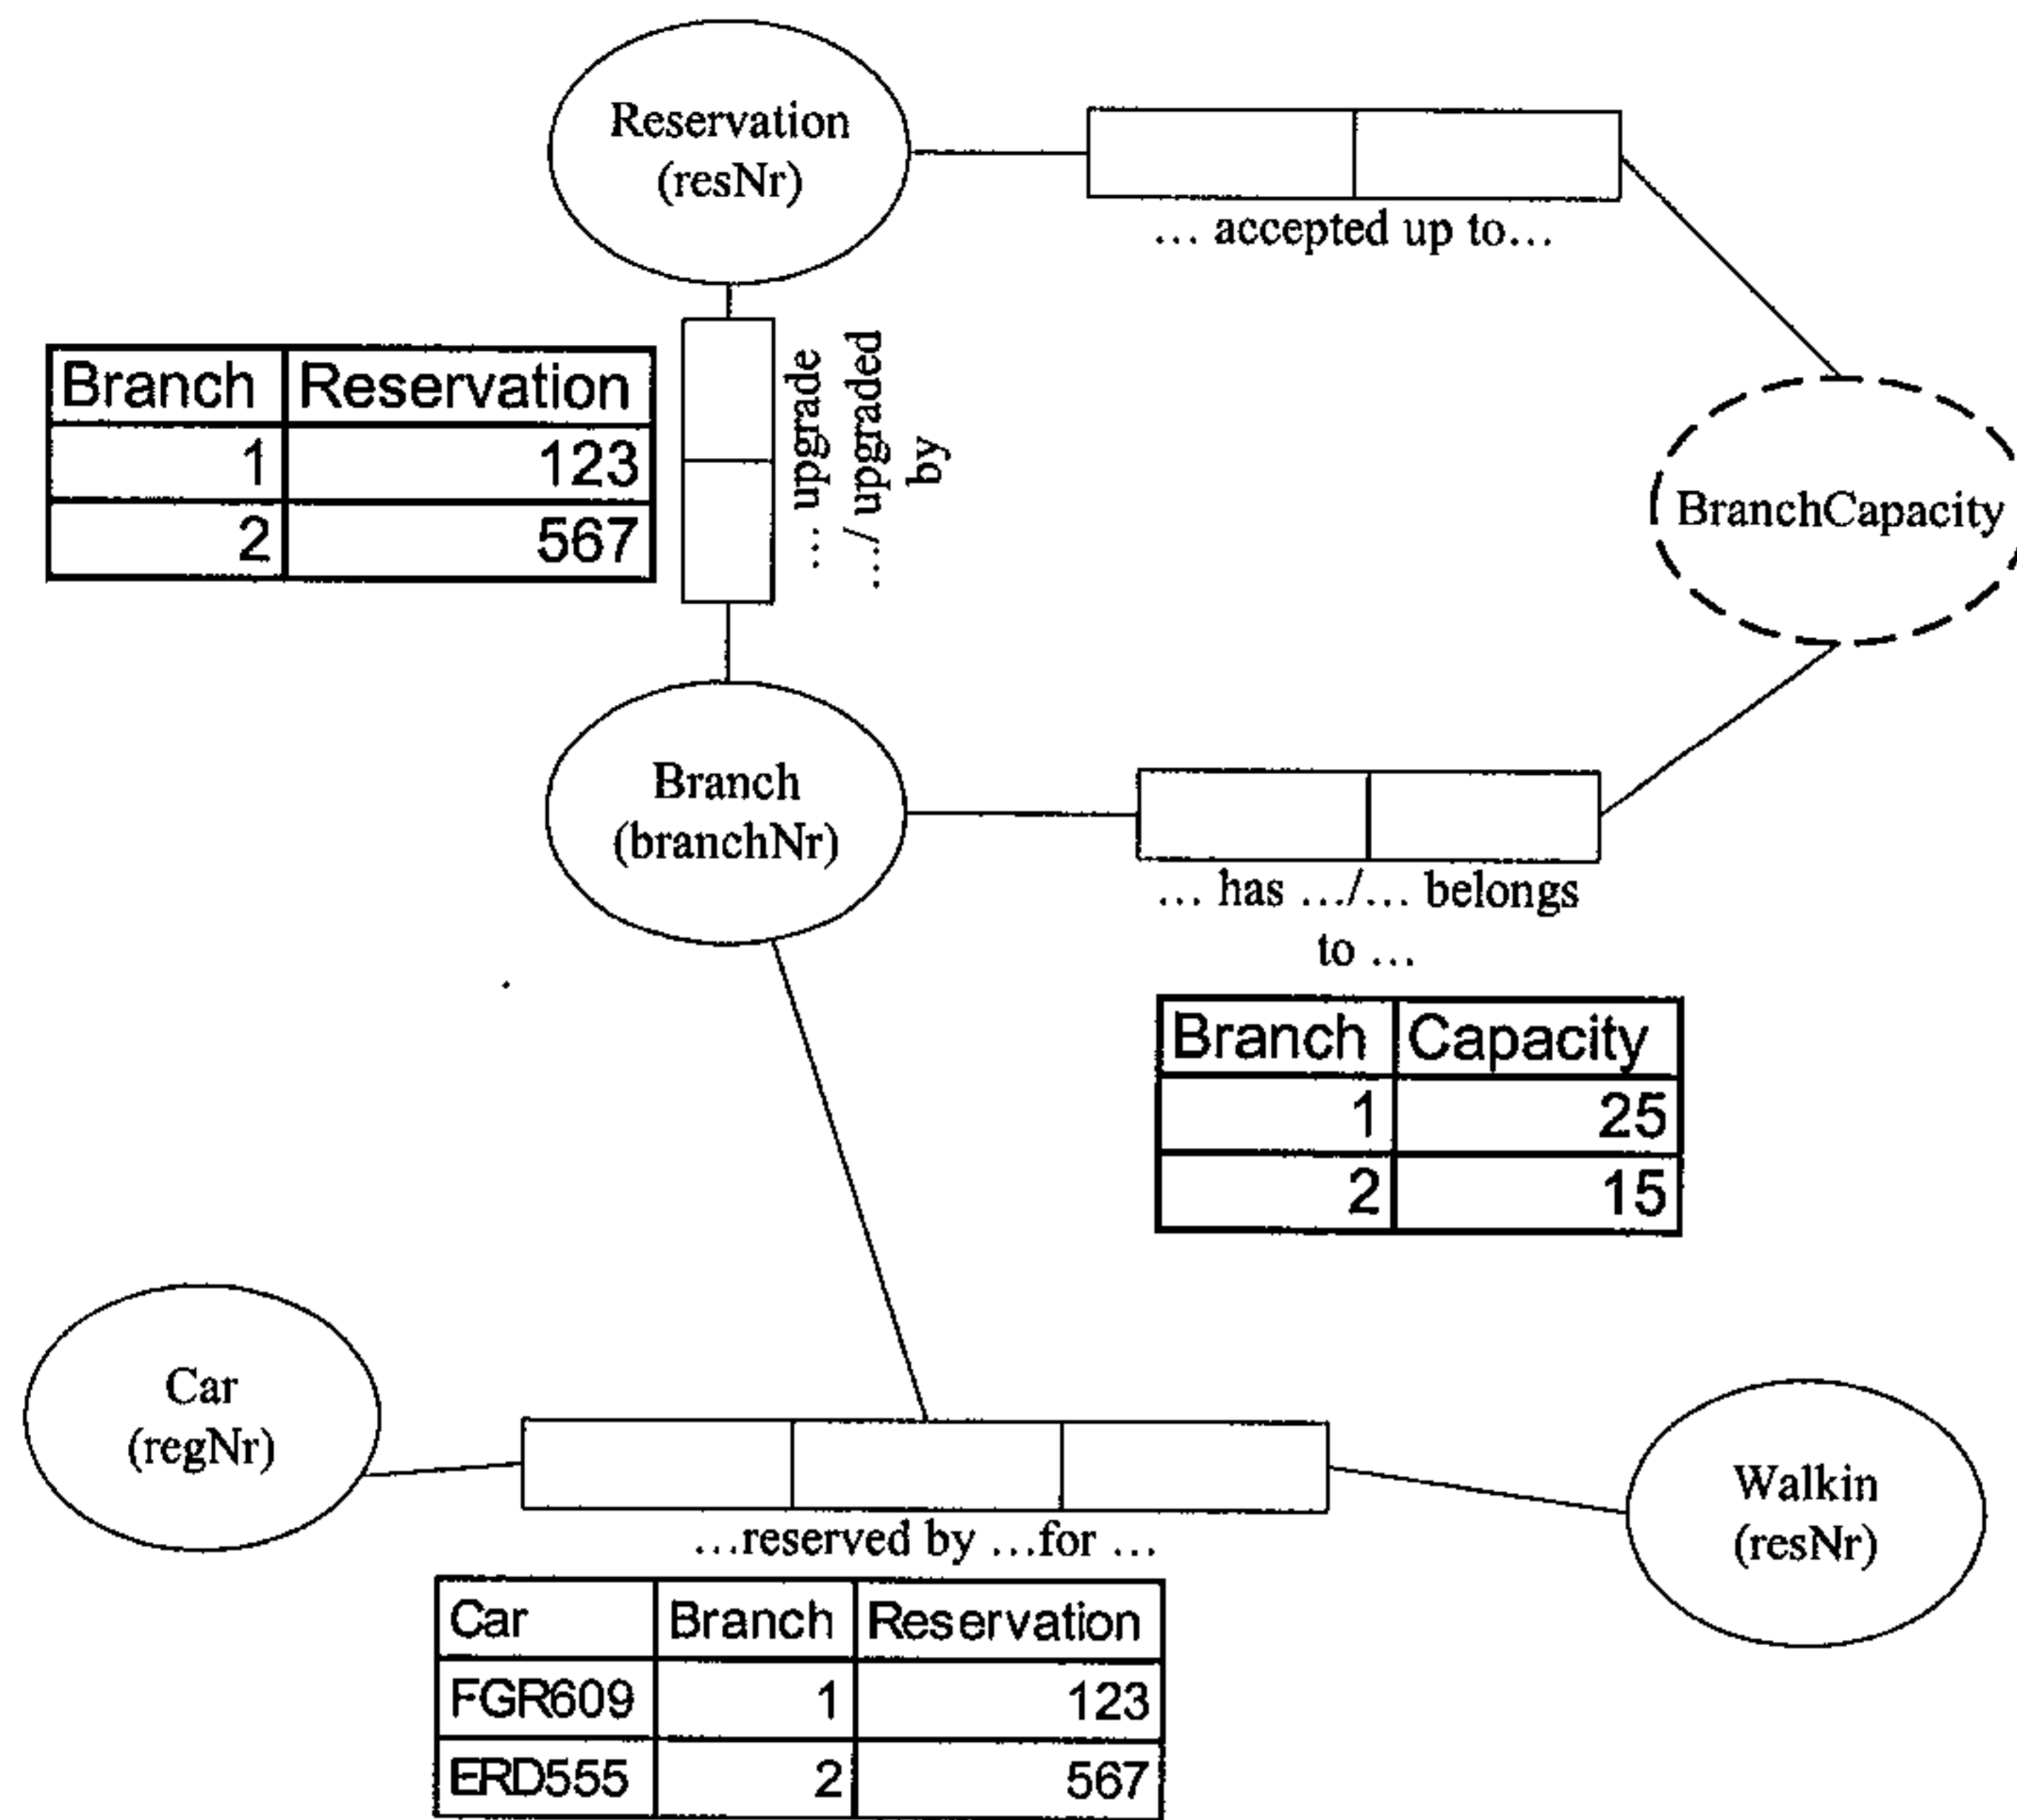 Reservation
(resNr)
… accepted up to…
… upgrade
…/ upgraded
by
Branch Reservation
1 123
2 567
BranchCapacity
Branch
(branchNr)
… has …/… belongs
to …
Branch Capacity
1 25
2 15
Car
(regNr)
…reserved by …for …
Walkin
(resNr)
Car Branch Reservation
FGR609 1 123
ERD555 2 567